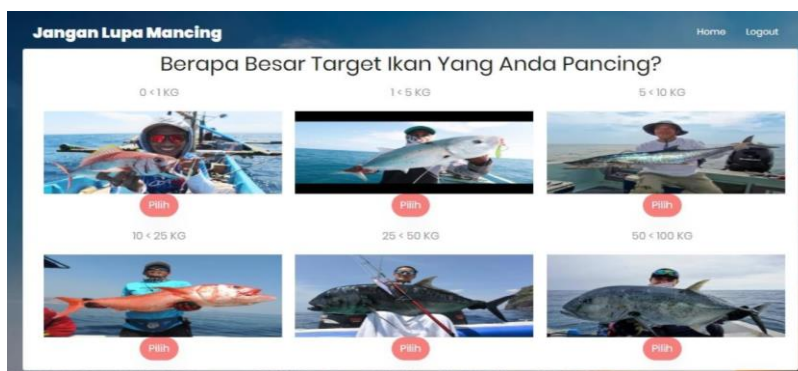 Jangan Lupa Mancing
Home Logout
Berapa Besar Target Ikan Yang Anda Pancing?
0 < 1 KG
1 < 5 KG
5 < 10 KG
Pilih
Pilih
Pilih
10 < 25 KG
25 < 50 KG
50 < 100 KG
Pilih
Pilih
Pilih